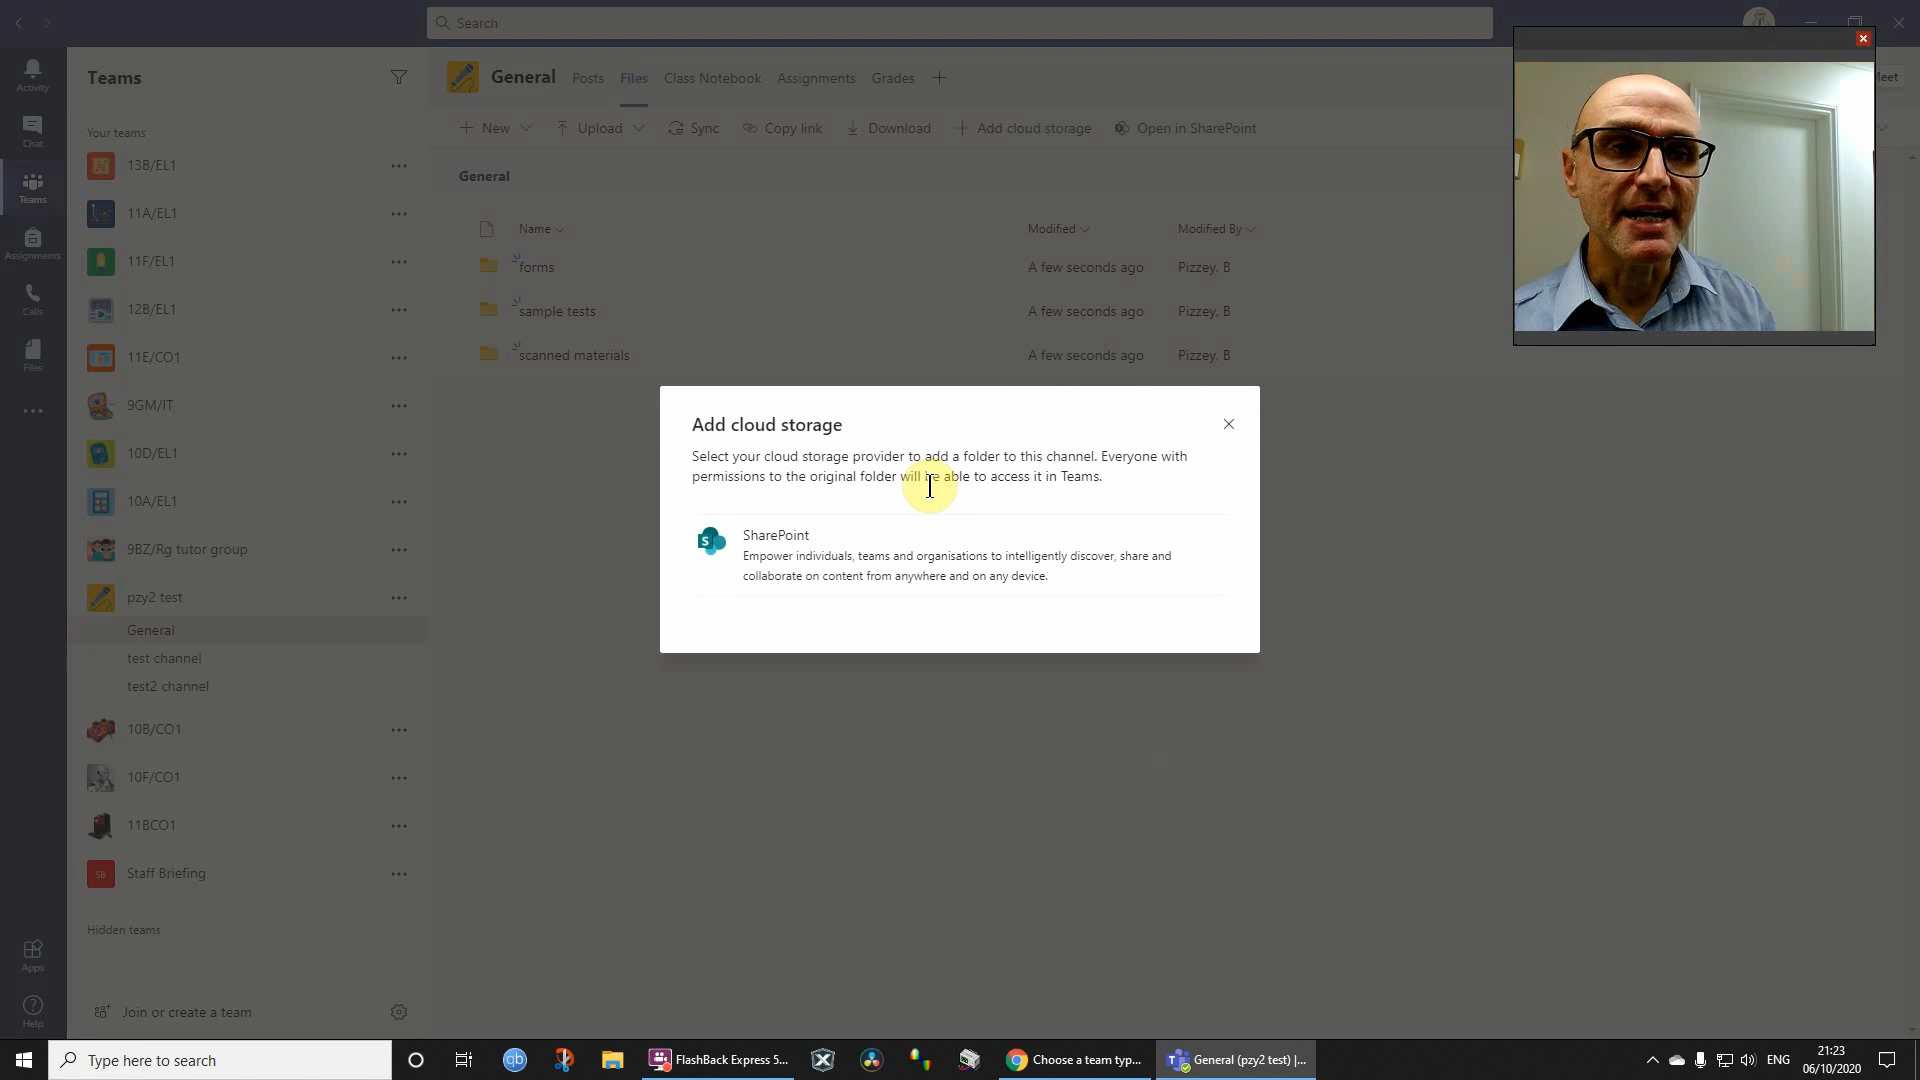 Search
Activity
Chat
Teams
Assignments
Calls
Files
Apps
Help
Teams
Your teams
13B/EL1
11A/EL1
11F/EL1
12B/EL1
11E/CO1
9GM/IT
10D/EL1
10A/EL1
9BZ/Rg tutor group
pzy2 test
General
test channel
test2 channel
10B/CO1
10F/CO1
11BCO1
SB
Staff Briefing
Hidden teams
Join or create a team
General Posts Files Class Notebook Assignments Grades
New Upload Sync Copy link Download Add cloud storage Open in SharePoint
General
Name Modified Modified By
forms A few seconds ago Pizzey. B
sample tests A few seconds ago Pizzey. B
scanned materials A few seconds ago Pizzey. B
Add cloud storage
Select your cloud storage provider to add a folder to this channel. Everyone with
permissions to the original folder will be able to access it in Teams.
S
SharePoint
Empower individuals, teams and organisations to intelligently discover, share and
collaborate on content from anywhere and on any device.
Type here to search
qb
FlashBack Express 5...
Choose a team typ...
General (pzy2 test) |...
ENG
21:23
06/10/2020